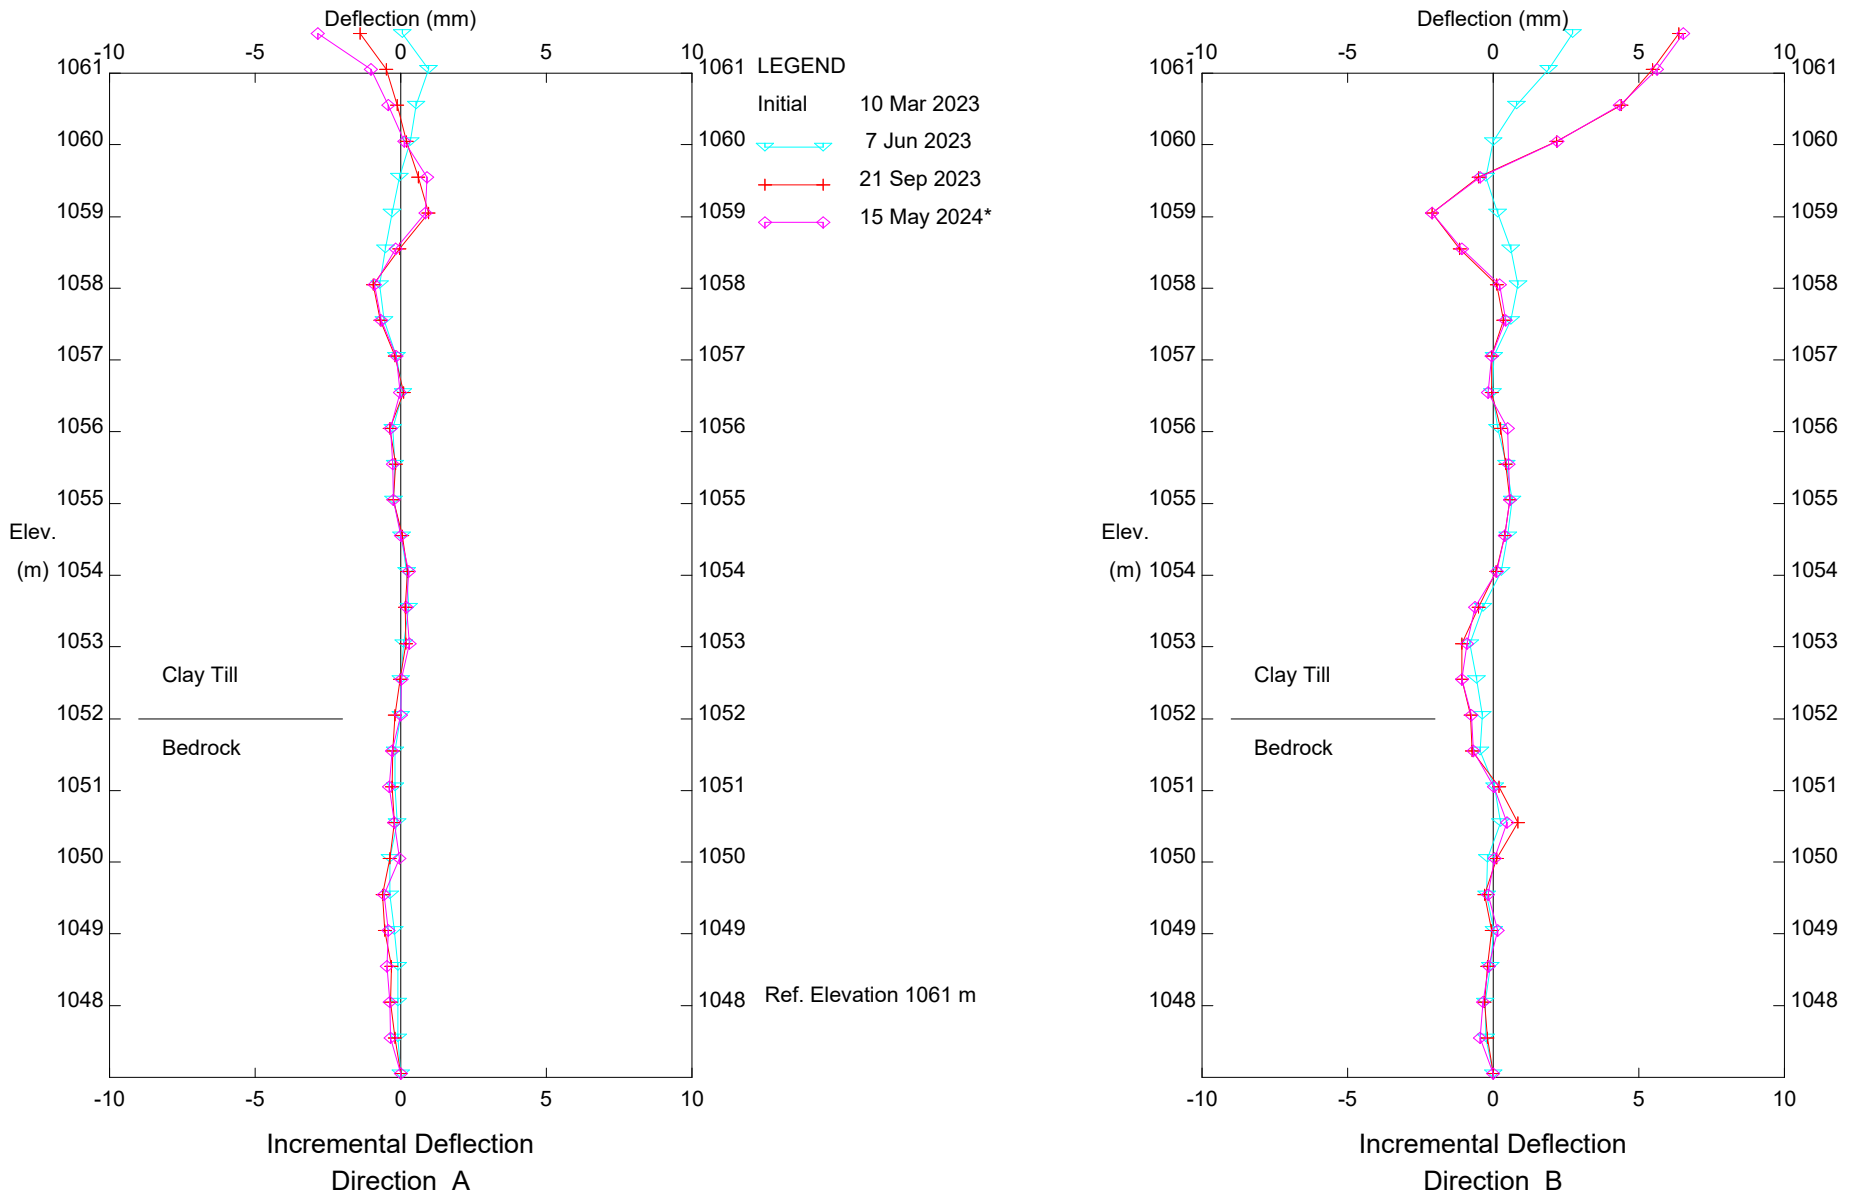 Deflection (mm)
-10 -5 0 5 10
1061 1061
1060 1060
1059 1059
1058 1058
1057 1057
1056 1056
1055 1055
Elev.
(m)
1054 1054
1053 1053
Clay Till
1052 1052
Bedrock
1051 1051
1050 1050
1049 1049
1048 1048
-10 -5 0 5 10
Incremental Deflection
Direction A
LEGEND
Initial 10 Mar 2023
7 Jun 2023
21 Sep 2023
15 May 2024*
Ref. Elevation 1061 m
Deflection (mm)
-10 -5 0 5 10
1061 1061
1060 1060
1059 1059
1058 1058
1057 1057
1056 1056
1055 1055
Elev.
(m)
1054 1054
1053 1053
Clay Till
1052 1052
Bedrock
1051 1051
1050 1050
1049 1049
1048 1048
-10 -5 0 5 10
Incremental Deflection
Direction B